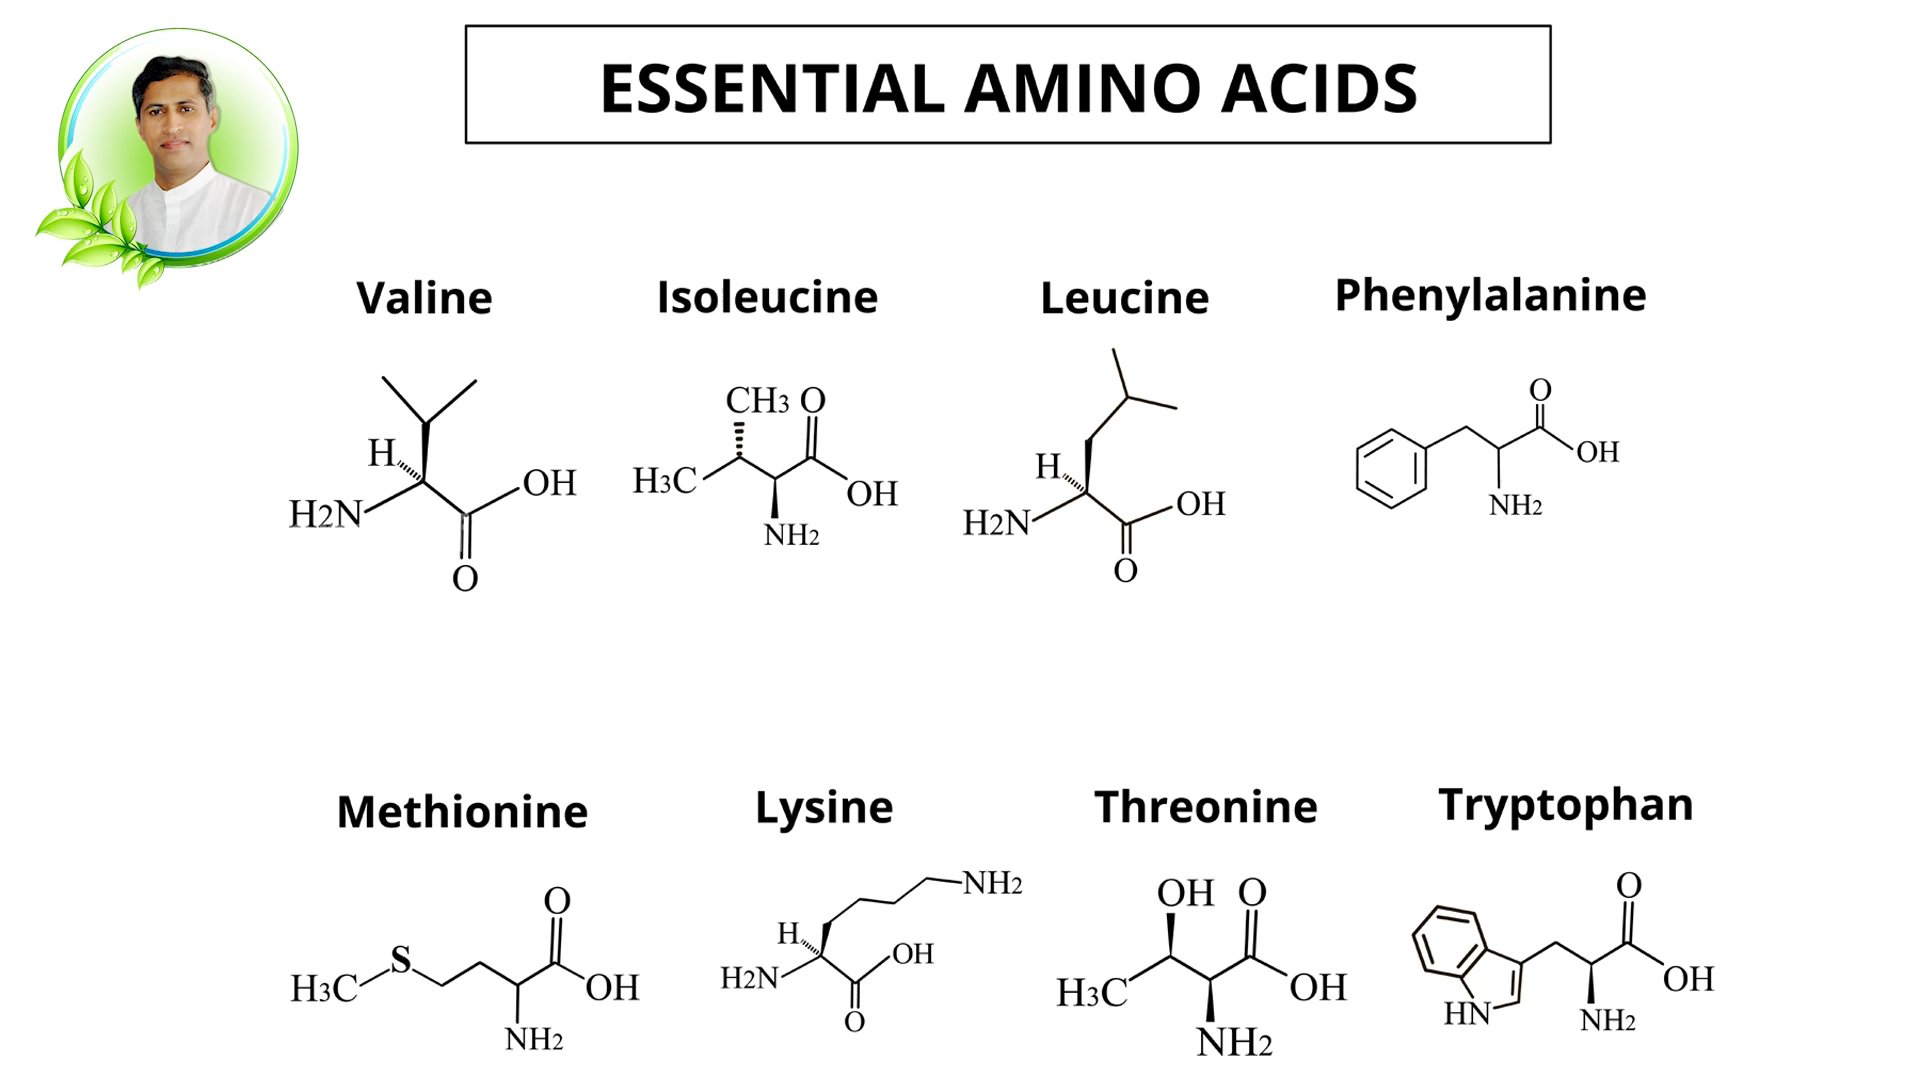 ESSENTIAL AMINO ACIDS
Valine Isoleucine Leucine Phenylalanine
H OH H2N O
CH3 O H3C OH NH2
H OH H2N O
O OH NH2
Methionine Lysine Threonine Tryptophan
O S H3C OH NH2
NH2 H OH H2N O
OH O H3C OH NH2
O OH HN NH2